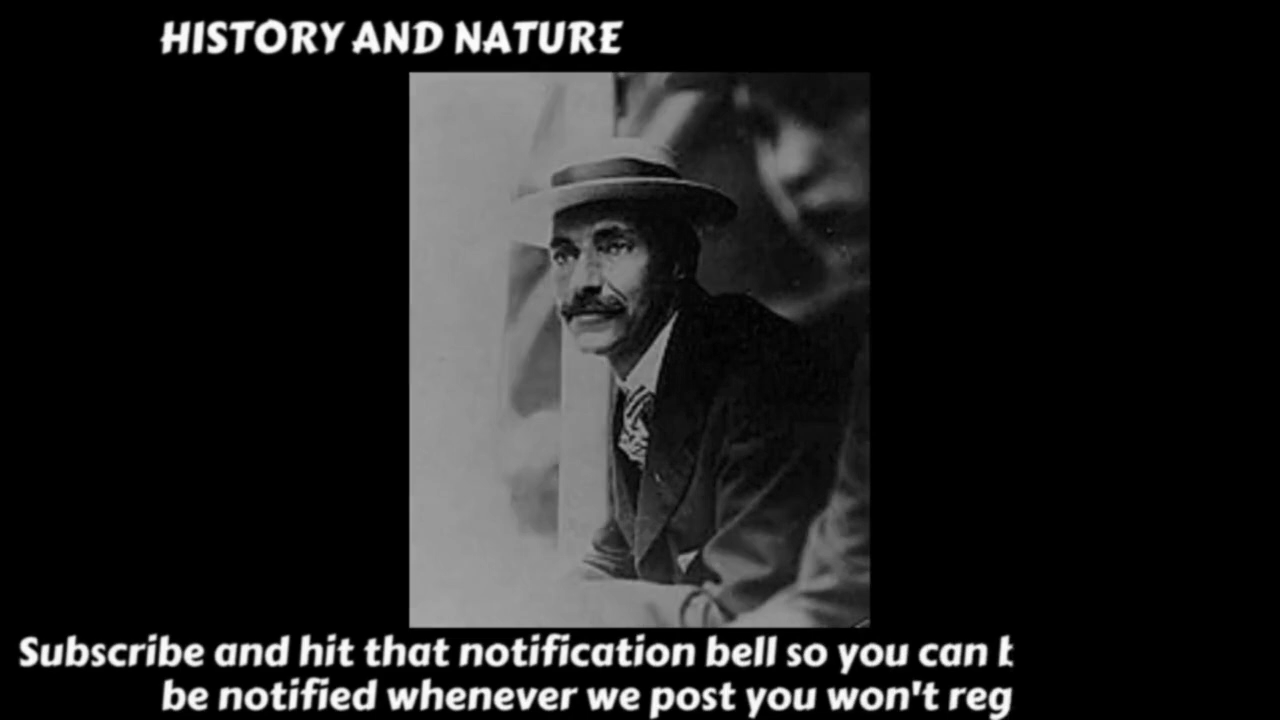 HISTORY AND NATURE
Subscribe and hit that notification bell so you can t
be notified whenever we post you won't reg